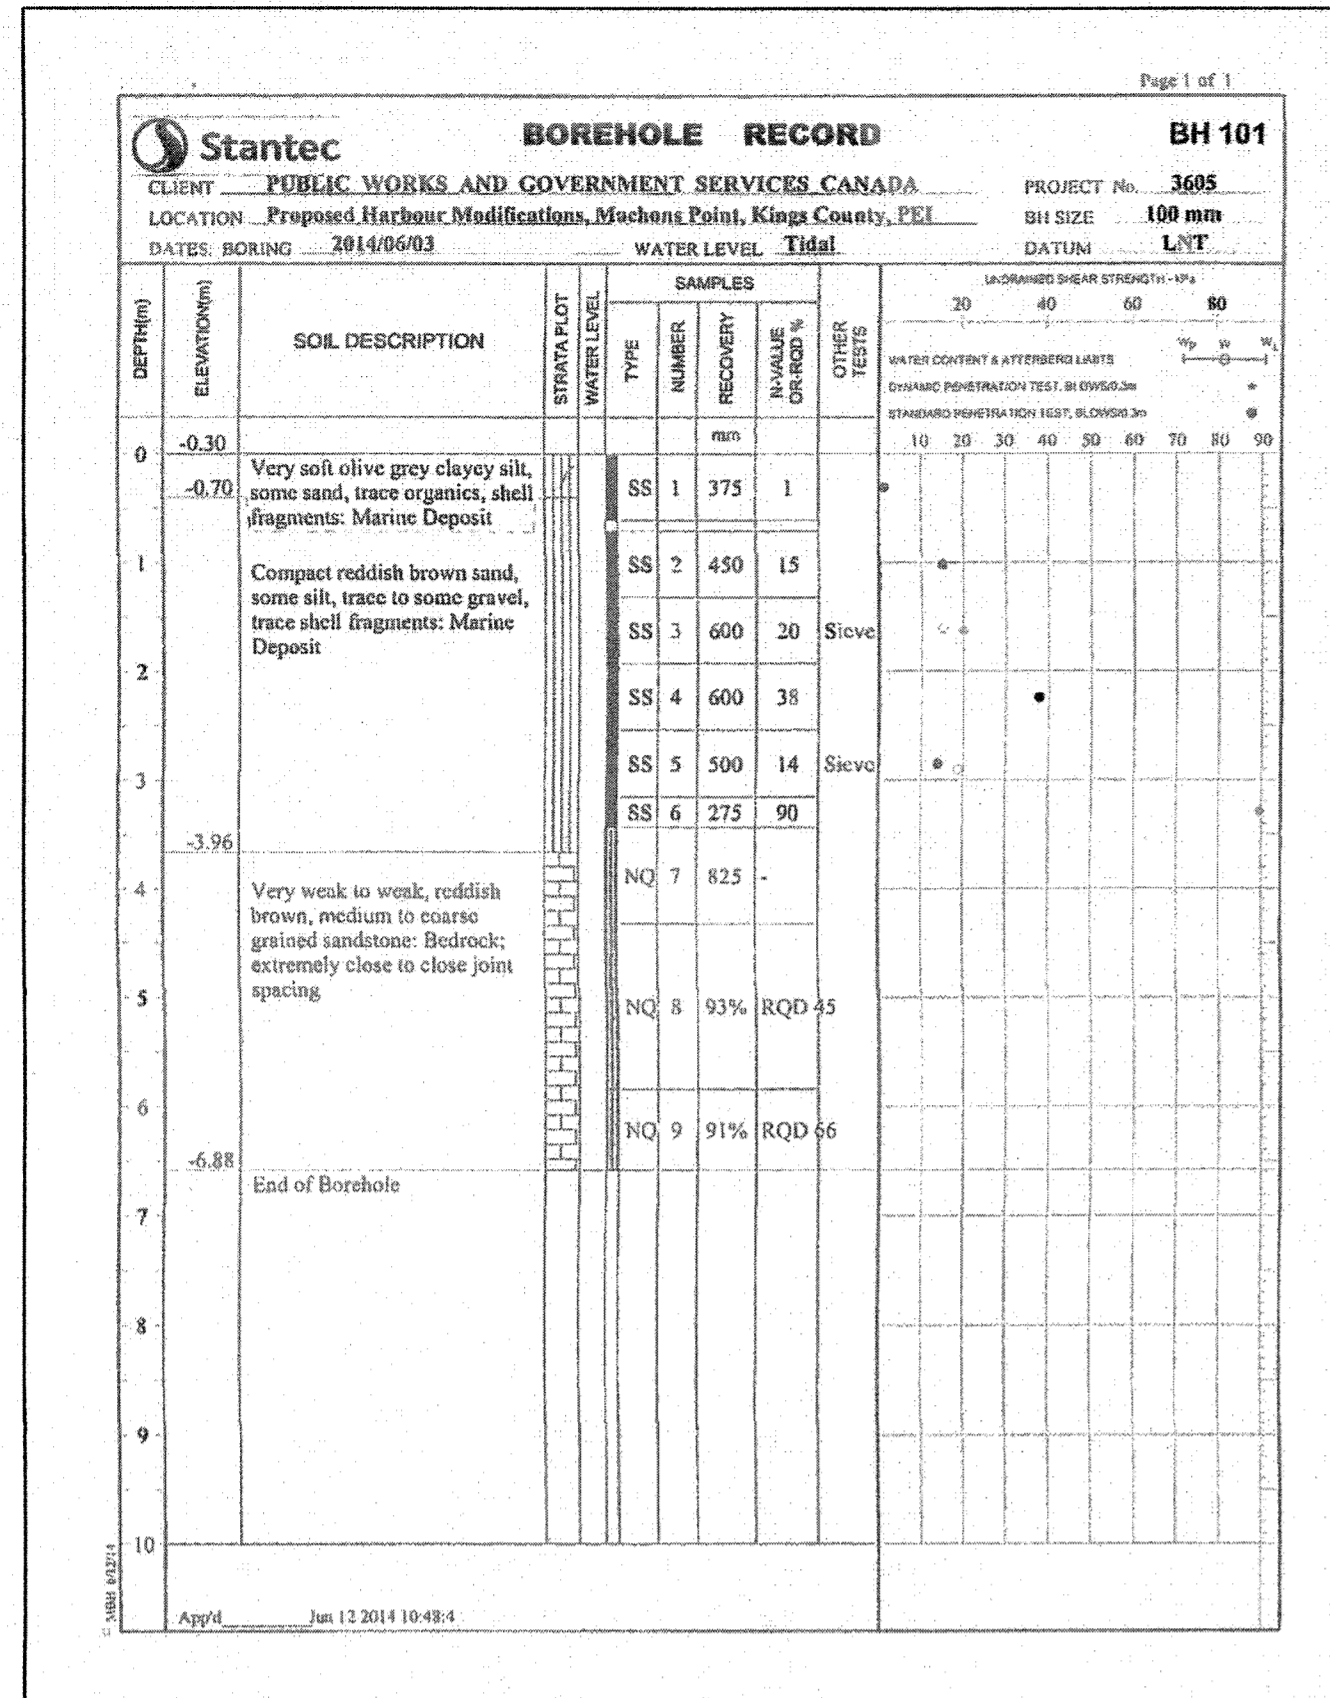 Page 1 of 1
Stantec
BOREHOLE RECORD
BH 101
CLIENT PUBLIC WORKS AND GOVERNMENT SERVICES CANADA PROJECT No. 3605
LOCATION Proposed Harbour Modifications, Machons Point, Kings County, PEI BH SIZE 100 mm
DATES: BORING 2014/06/03 WATER LEVEL Tidal DATUM LNT
DEPTH(m)
ELEVATION(m)
SOIL DESCRIPTION
STRATA PLOT
WATER LEVEL
SAMPLES
TYPE
NUMBER
RECOVERY
N-VALUE
OR RQD %
OTHER
TESTS
UNDRAINED SHEAR STRENGTH - kPa
20 40 60 80
WATER CONTENT & ATTERBERG LIMITS
Wp W WL
DYNAMIC PENETRATION TEST, BLOWS/0.3m
STANDARD PENETRATION TEST, BLOWS/0.3m
mm
10 20 30 40 50 60 70 80 90
0
-0.30
Very soft olive grey clayey silt,
-0.70 some sand, trace organics, shell
fragments: Marine Deposit
SS 1 375 1
1
SS 2 450 15
Compact reddish brown sand,
some silt, trace to some gravel,
trace shell fragments: Marine
Deposit
SS 3 600 20 Sieve
2
SS 4 600 38
SS 5 500 14 Sieve
3
SS 6 275 90
-3.96
NQ 7 825 -
4
Very weak to weak, reddish
brown, medium to coarse
grained sandstone: Bedrock;
extremely close to close joint
spacing
5
NQ 8 93% RQD 45
6
NQ 9 91% RQD 66
-6.88
End of Borehole
7
8
9
10
MBH 6/12/14
App'd Jun 12 2014 10:48:4